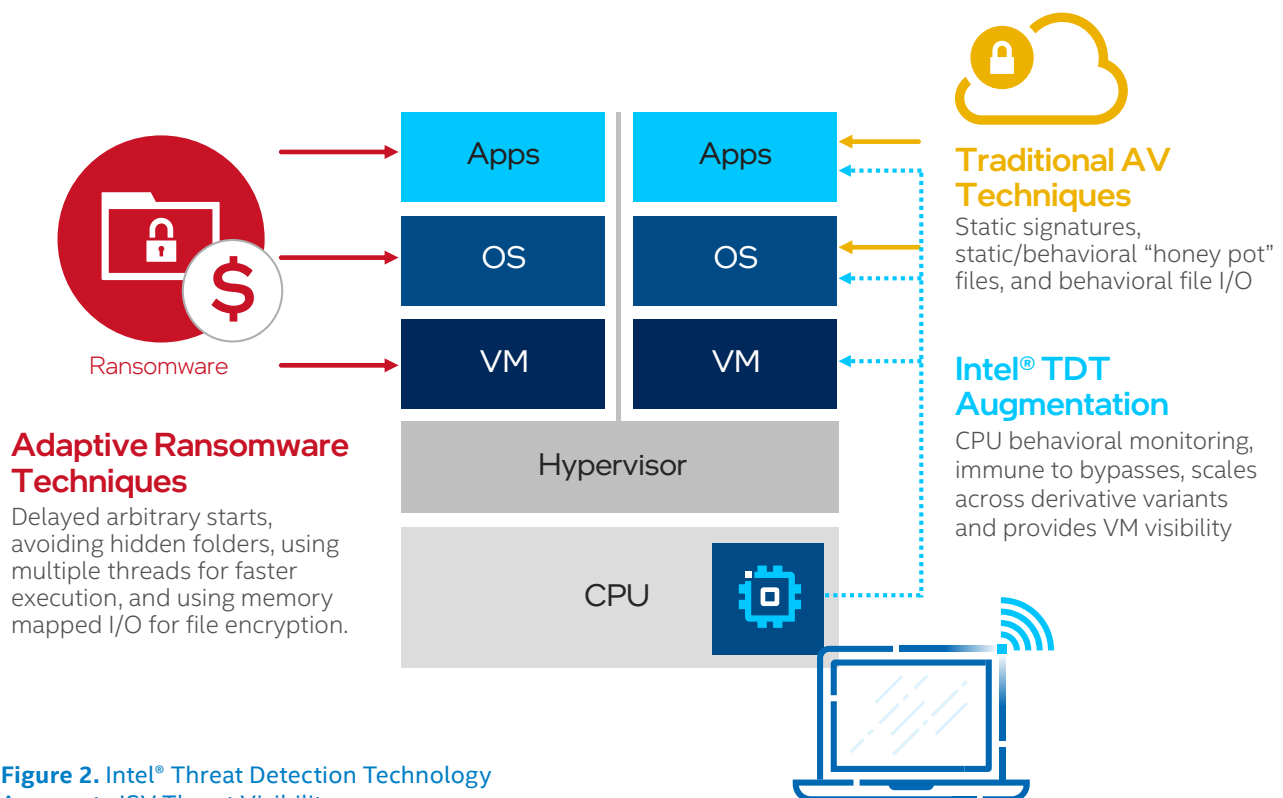 Apps
Apps
OS
OS
VM
VM
Hypervisor
CPU
$
Ransomware
Adaptive Ransomware
Techniques
Delayed arbitrary starts,
avoiding hidden folders, using
multiple threads for faster
execution, and using memory
mapped I/O for file encryption.
Traditional AV
Techniques
Static signatures,
static/behavioral “honey pot”
files, and behavioral file I/O
Intel® TDT
Augmentation
CPU behavioral monitoring,
immune to bypasses, scales
across derivative variants
and provides VM visibility
Figure 2. Intel® Threat Detection Technology